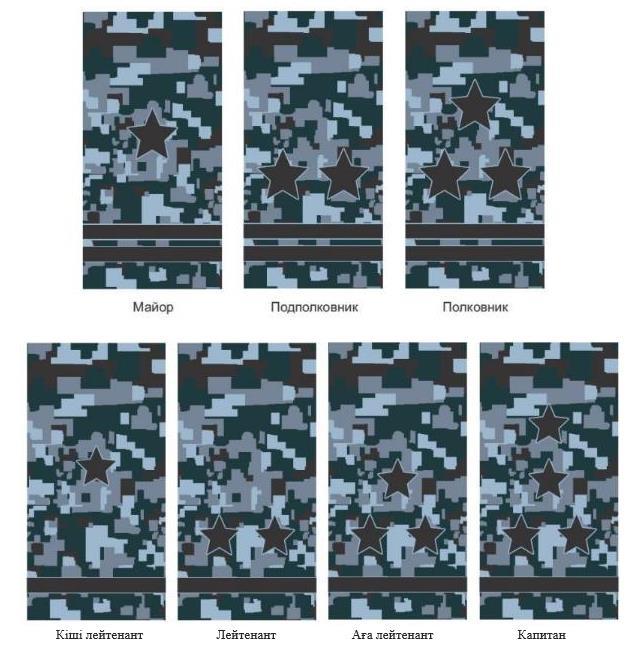 Майор Подполковник Полковник
Кіші лейтенант Лейтенант Аға лейтенант Капитан